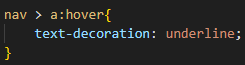 nav > a:hover{
    text-decoration: underline;
}